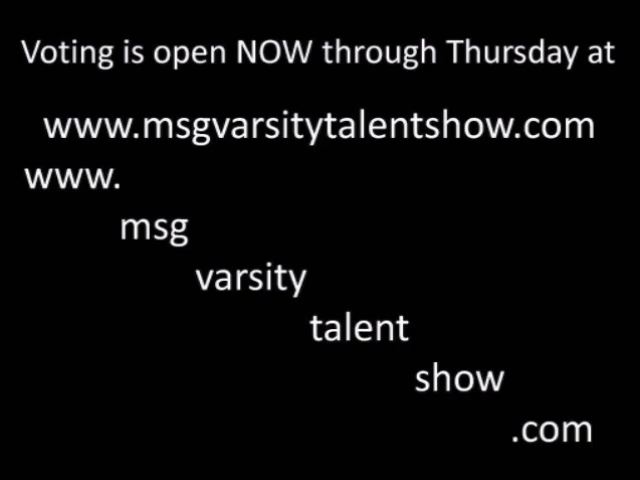 Voting is open NOW through Thursday at
www.msgvarsitytalentshow.com
www.
msg
varsity
talent
show
.com